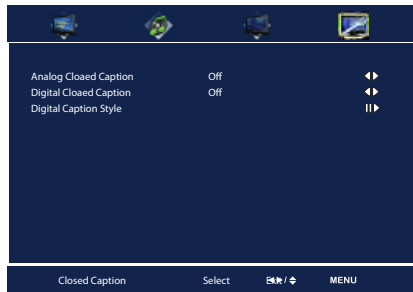 Analog Cloaed Caption Off
Digital Cloaed Caption Off
Digital Caption Style
Closed Caption Select / MENU